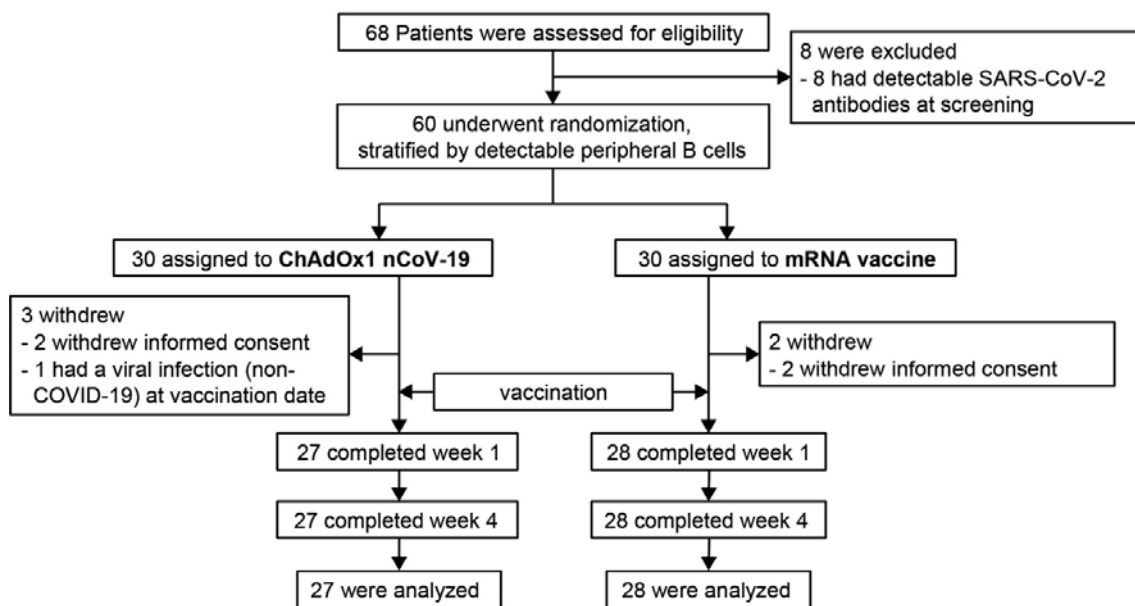 68 Patients were assessed for eligibility
8 were excluded
- 8 had detectable SARS-CoV-2
antibodies at screening
60 underwent randomization,
stratified by detectable peripheral B cells
30 assigned to ChAdOx1 nCoV-19
30 assigned to mRNA vaccine
3 withdrew
- 2 withdrew informed consent
- 1 had a viral infection (non-
COVID-19) at vaccination date
2 withdrew
- 2 withdrew informed consent
vaccination
27 completed week 1
28 completed week 1
27 completed week 4
28 completed week 4
27 were analyzed
28 were analyzed